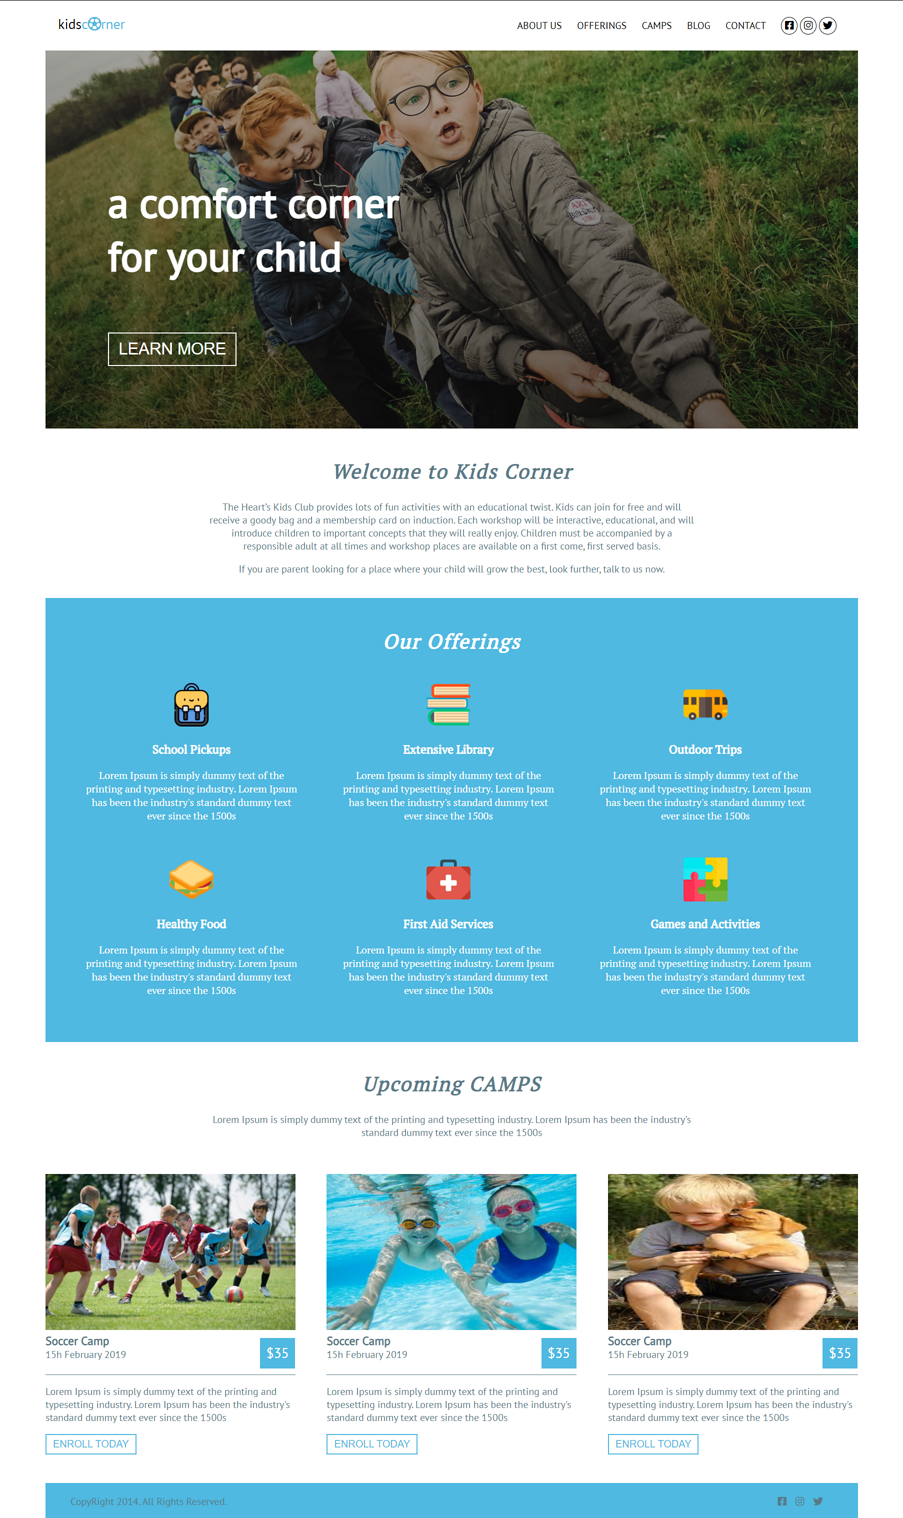 kidscorner
ABOUT US OFFERINGS CAMPS BLOG CONTACT
a comfort corner
for your child
LEARN MORE
Welcome to Kids Corner
The Heart's Kids Club provides lots of fun activities with an educational twist. Kids can join for free and will
receive a goody bag and a membership card on induction. Each workshop will be interactive, educational, and will
introduce children to important concepts that they will really enjoy. Children must be accompanied by a
responsible adult at all times and workshop places are available on a first come, first served basis.
If you are parent looking for a place where your child will grow the best, look further, talk to us now.
Our Offerings
School Pickups
Lorem Ipsum is simply dummy text of the
printing and typesetting industry. Lorem Ipsum
has been the industry's standard dummy text
ever since the 1500s
Extensive Library
Lorem Ipsum is simply dummy text of the
printing and typesetting industry. Lorem Ipsum
has been the industry's standard dummy text
ever since the 1500s
Outdoor Trips
Lorem Ipsum is simply dummy text of the
printing and typesetting industry. Lorem Ipsum
has been the industry's standard dummy text
ever since the 1500s
Healthy Food
Lorem Ipsum is simply dummy text of the
printing and typesetting industry. Lorem Ipsum
has been the industry's standard dummy text
ever since the 1500s
First Aid Services
Lorem Ipsum is simply dummy text of the
printing and typesetting industry. Lorem Ipsum
has been the industry's standard dummy text
ever since the 1500s
Games and Activities
Lorem Ipsum is simply dummy text of the
printing and typesetting industry. Lorem Ipsum
has been the industry's standard dummy text
ever since the 1500s
Upcoming CAMPS
Lorem Ipsum is simply dummy text of the printing and typesetting industry. Lorem Ipsum has been the industry's
standard dummy text ever since the 1500s
Soccer Camp
15h February 2019
$35
Lorem Ipsum is simply dummy text of the printing and
typesetting industry. Lorem Ipsum has been the industry's
standard dummy text ever since the 1500s
ENROLL TODAY
Soccer Camp
15h February 2019
$35
Lorem Ipsum is simply dummy text of the printing and
typesetting industry. Lorem Ipsum has been the industry's
standard dummy text ever since the 1500s
ENROLL TODAY
Soccer Camp
15h February 2019
$35
Lorem Ipsum is simply dummy text of the printing and
typesetting industry. Lorem Ipsum has been the industry's
standard dummy text ever since the 1500s
ENROLL TODAY
CopyRight 2014. All Rights Reserved.